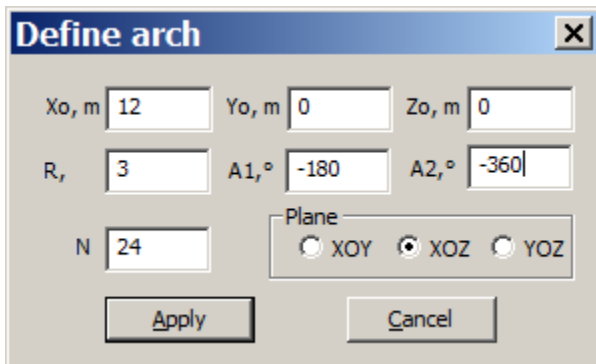 Define arch
Xo, m 12 Yo, m 0 Zo, m 0
R, 3 A1,° -180 A2,° -360
Plane
N 24 XOY XOZ YOZ
Apply Cancel